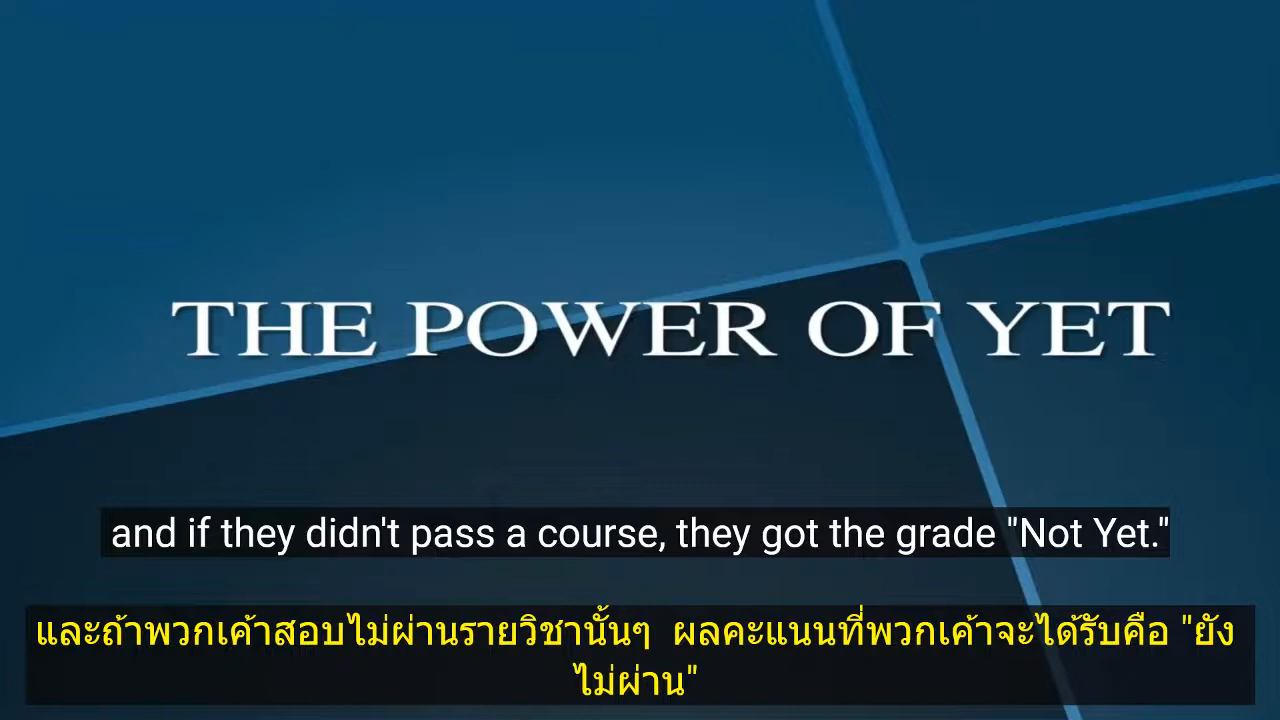 THE POWER OF YET
and if they didn't pass a course, they got the grade "Not Yet."
และถ้าพวกเค้าสอบไม่ผ่านรายวิชานั้นๆ  ผลคะแนนที่พวกเค้าจะได้รับคือ "ยัง
ไม่ผ่าน"